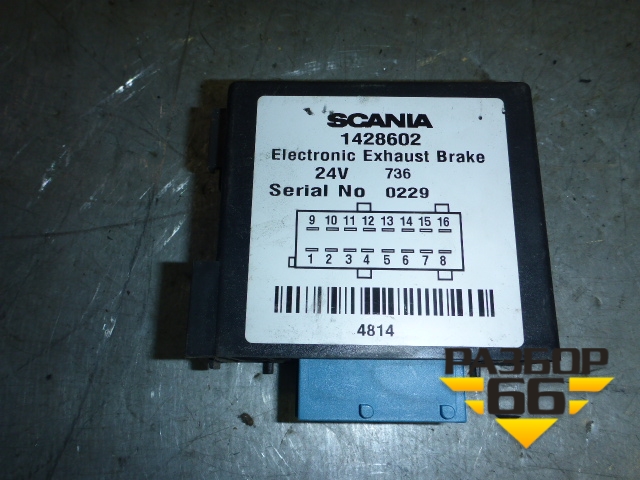 SCANIA
1428602
Electronic Exhaust Brake
24V 736
Serial No 0229
9 10 11 12 13 14 15 16
1 2 3 4 5 6 7 8
4814
РАЗБОР
66